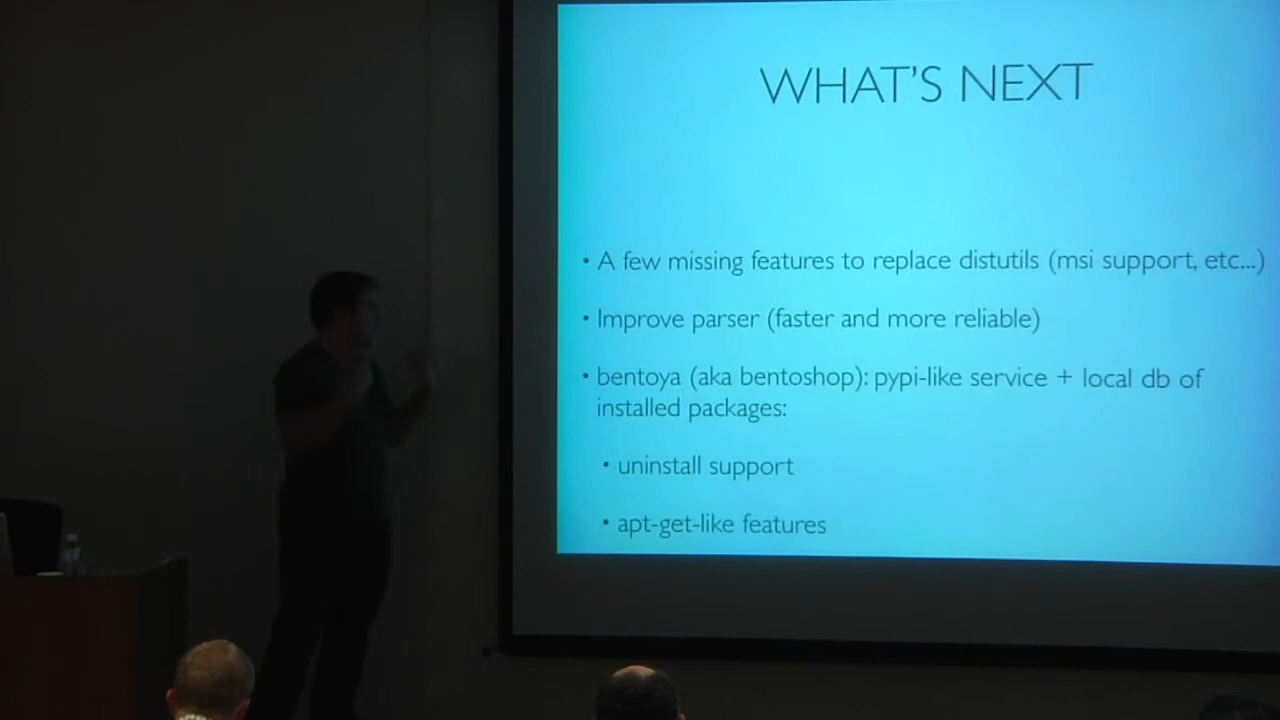 WHAT'S NEXT
• A few missing features to replace distutils (msi support, etc...)
• Improve parser (faster and more reliable)
• bentoya (aka bentoshop): pypi-like service + local db of
installed packages:
• uninstall support
• apt-get-like features